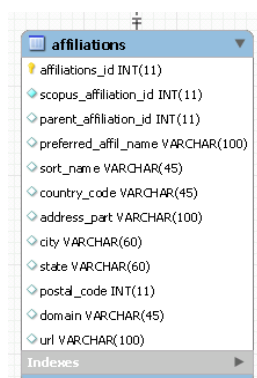 affiliations
affiliations_id INT(11)
scopus_affiliation_id INT(11)
parent_affiliation_id INT(11)
preferred_affil_name VARCHAR(100)
sort_name VARCHAR(45)
country_code VARCHAR(45)
address_part VARCHAR(100)
city VARCHAR(60)
state VARCHAR(60)
postal_code INT(11)
domain VARCHAR(45)
url VARCHAR(100)
Indexes